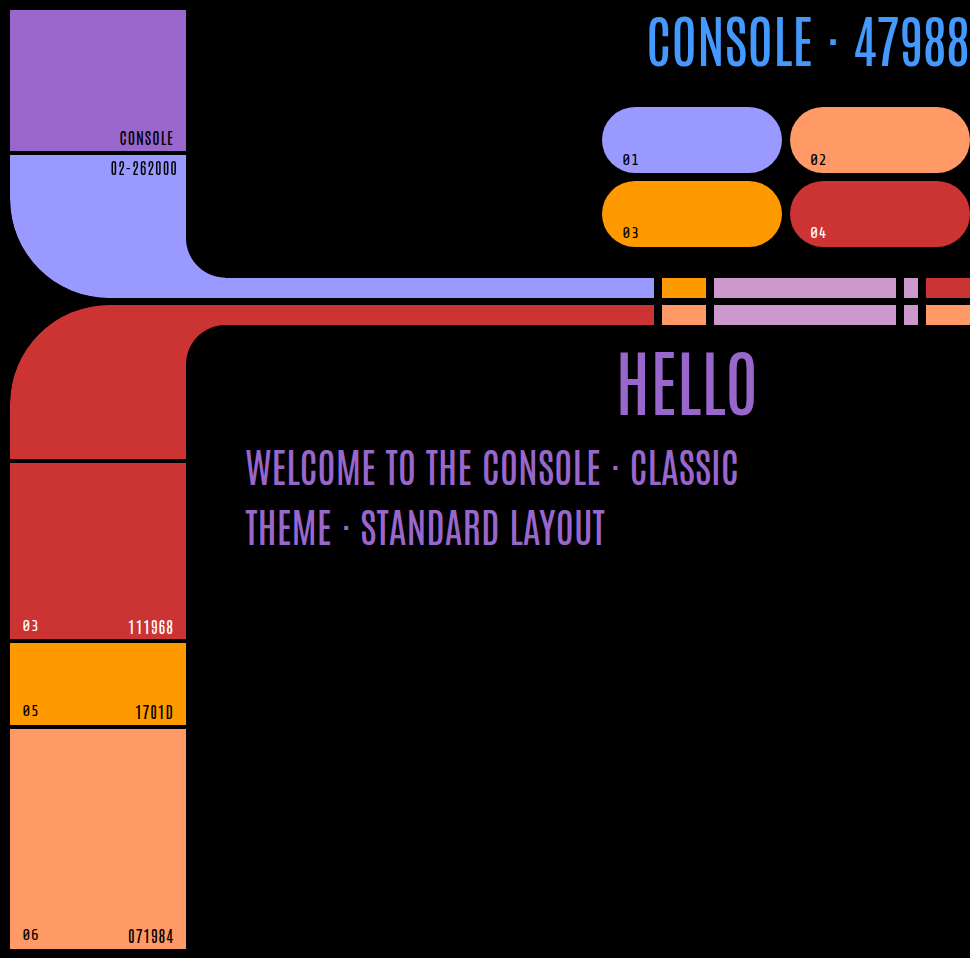 CONSOLE
02-262000
CONSOLE · 47988
01
02
03
04
HELLO
WELCOME TO THE CONSOLE · CLASSIC
THEME · STANDARD LAYOUT
03 111968
05 1701D
06 071984